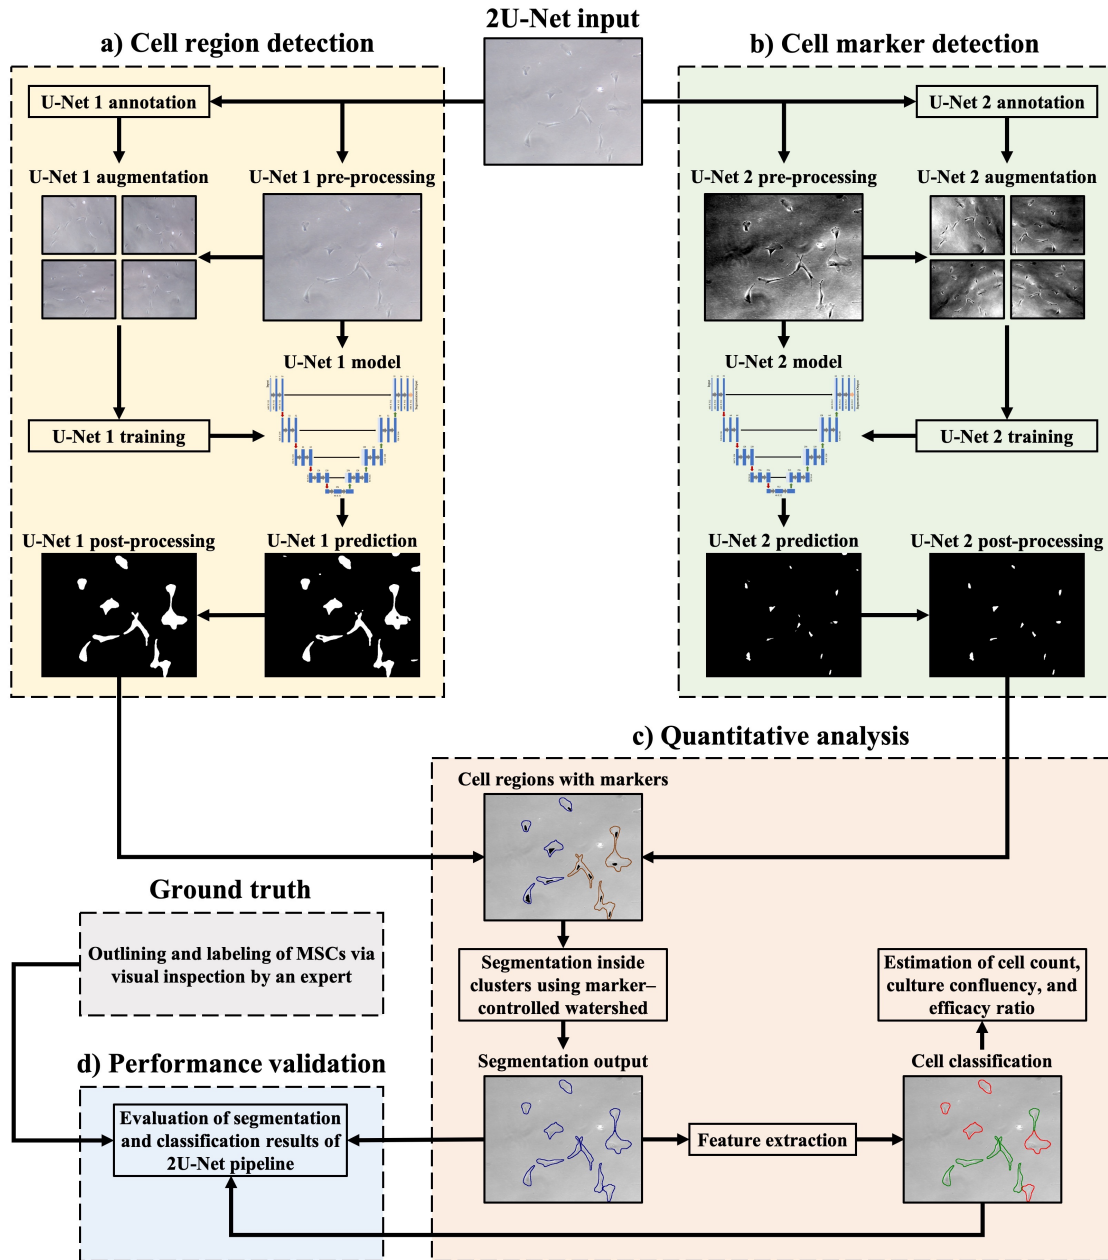 2U-Net input
a) Cell region detection
b) Cell marker detection
U-Net 1 annotation
U-Net 2 annotation
U-Net 1 augmentation
U-Net 1 pre-processing
U-Net 2 pre-processing
U-Net 2 augmentation
U-Net 1 model
U-Net 2 model
U-Net 1 training
U-Net 2 training
U-Net 1 post-processing
U-Net 1 prediction
U-Net 2 prediction
U-Net 2 post-processing
c) Quantitative analysis
Cell regions with markers
Ground truth
Outlining and labeling of MSCs via
visual inspection by an expert
Segmentation inside
clusters using marker–
controlled watershed
Estimation of cell count,
culture confluency, and
efficacy ratio
d) Performance validation
Segmentation output
Cell classification
Evaluation of segmentation
and classification results of
2U-Net pipeline
Feature extraction